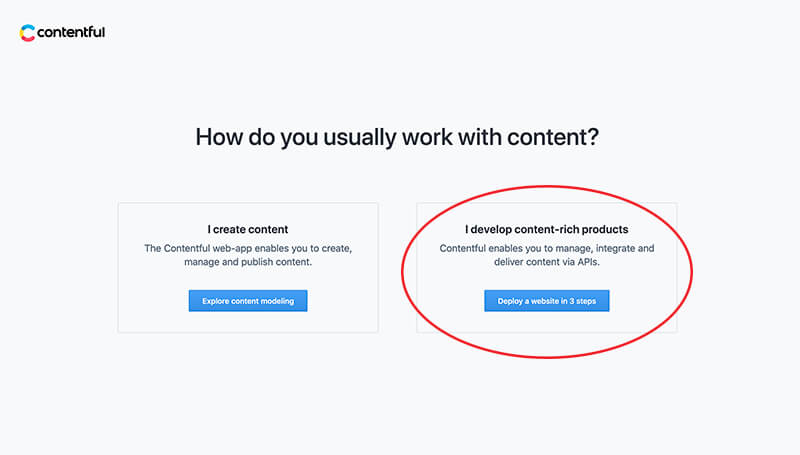 contentful
How do you usually work with content?
I create content
The Contentful web-app enables you to create,
manage and publish content.
Explore content modeling
I develop content-rich products
Contentful enables you to manage, integrate and
deliver content via APIs.
Deploy a website in 3 steps